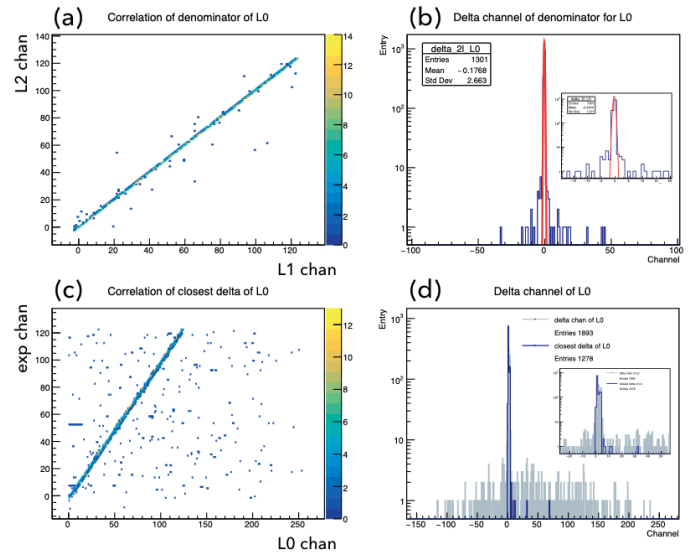 (a)
Correlation of denominator of L0
L2 chan
140
120
100
80
60
40
20
0
0 20 40 60 80 100 120
L1 chan
14
12
10
8
6
4
2
0
(b)
Delta channel of denominator for L0
Entry
10³
10²
10
1
delta_2l_L0
Entries 1301
Mean −0.1768
Std Dev 2.663
−100 −50 0 50 100
Channel
(c)
Correlation of closest delta of L0
exp chan
120
100
80
60
40
20
0
0 50 100 150 200 250
L0 chan
12
10
8
6
4
2
0
(d)
Delta channel of L0
Entry
10³
10²
10
1
delta chan of L0
Entries 1893
closest delta of L0
Entries 1278
−150 −100 −50 0 50 100 150 200 250
Channel